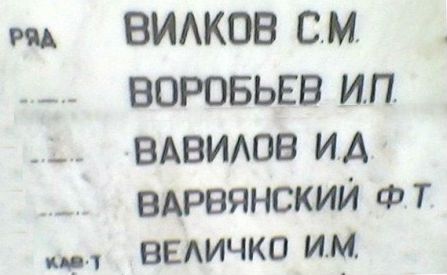 РЯД ВИЛКОВ С.М.
—·—·— ВОРОБЬЕВ И.П.
—·—·— ВАВИЛОВ И.Д.
—·—·— ВАРВЯНСКИЙ Ф.Т.
КАВ-Т ВЕЛИЧКО И.М.